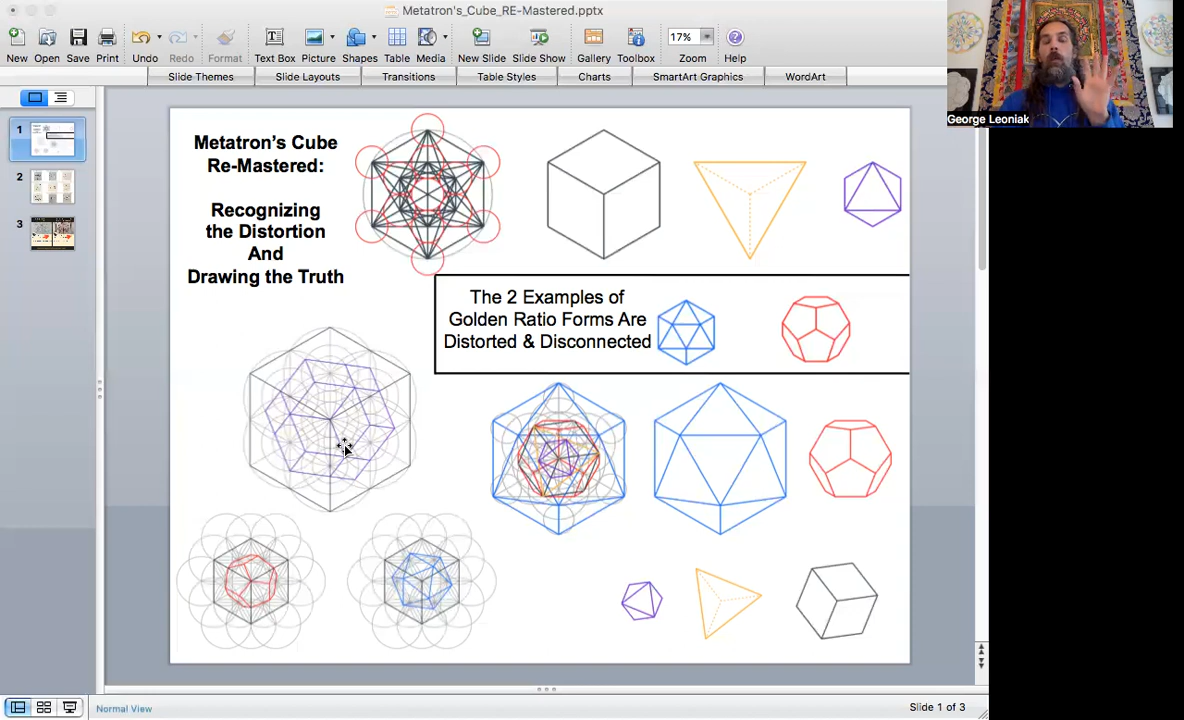 Metatron's_Cube_RE-Mastered.pptx
New Open Save Print Undo Redo Format Text Box Picture Shapes Table Media New Slide Slide Show Gallery Toolbox 17% Zoom Help
Slide Themes Slide Layouts Transitions Table Styles Charts SmartArt Graphics WordArt
George Leoniak
1
2
3
Metatron's Cube
Re-Mastered:
Recognizing
the Distortion
And
Drawing the Truth
The 2 Examples of
Golden Ratio Forms Are
Distorted & Disconnected
Normal View
Slide 1 of 3